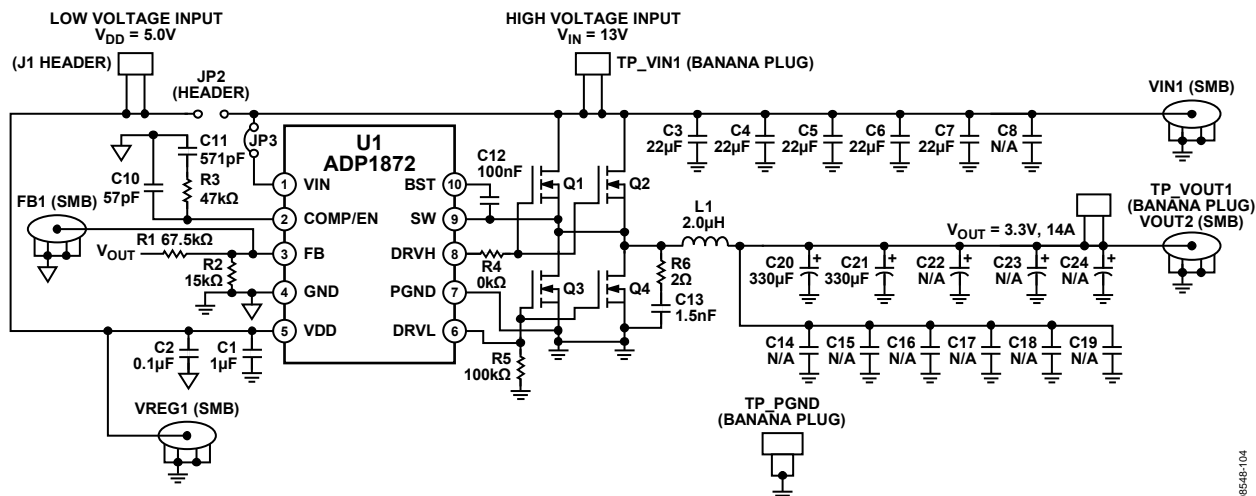 LOW VOLTAGE INPUT
VDD = 5.0V
HIGH VOLTAGE INPUT
VIN = 13V
(J1 HEADER)
JP2
(HEADER)
TP_VIN1 (BANANA PLUG)
VIN1 (SMB)
C11
571pF
JP3
U1
ADP1872
C3
22µF
C4
22µF
C5
22µF
C6
22µF
C7
22µF
C8
N/A
C10
57pF
R3
47kΩ
C12
100nF
1 VIN
BST 10
Q1
Q2
FB1 (SMB)
2 COMP/EN
SW 9
L1
2.0µH
TP_VOUT1
(BANANA PLUG)
VOUT2 (SMB)
VOUT = 3.3V, 14A
VOUT
R1 67.5kΩ
3 FB
DRVH 8
R4
0kΩ
R2
15kΩ
R6
2Ω
C20
330µF
C21
330µF
C22
N/A
C23
N/A
C24
N/A
+
+
+
+
+
4 GND
PGND 7
Q3
Q4
C13
1.5nF
5 VDD
DRVL 6
C2
0.1µF
C1
1µF
R5
100kΩ
C14
N/A
C15
N/A
C16
N/A
C17
N/A
C18
N/A
C19
N/A
VREG1 (SMB)
TP_PGND
(BANANA PLUG)
8548-104